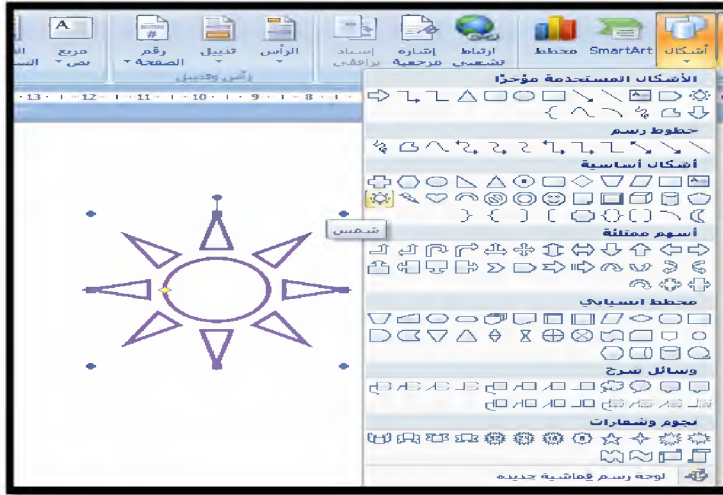 أشكال
SmartArt
مخطط
ارتباط تشعبي
إشارة مرجعية
إسناد ترافقي
الرأس
تذييل
رقم الصفحة
مربع نص
رأس وتذييل
13 · 12 · 11 · 10 · 9 · 8
الأشكال المستخدمة مؤخرًا
خطوط رسم
أشكال أساسية
شمس
أسهم ممتلئة
مخطط انسيابي
وسائل شرح
نجوم وشعارات
لوحة رسم قماشية جديدة